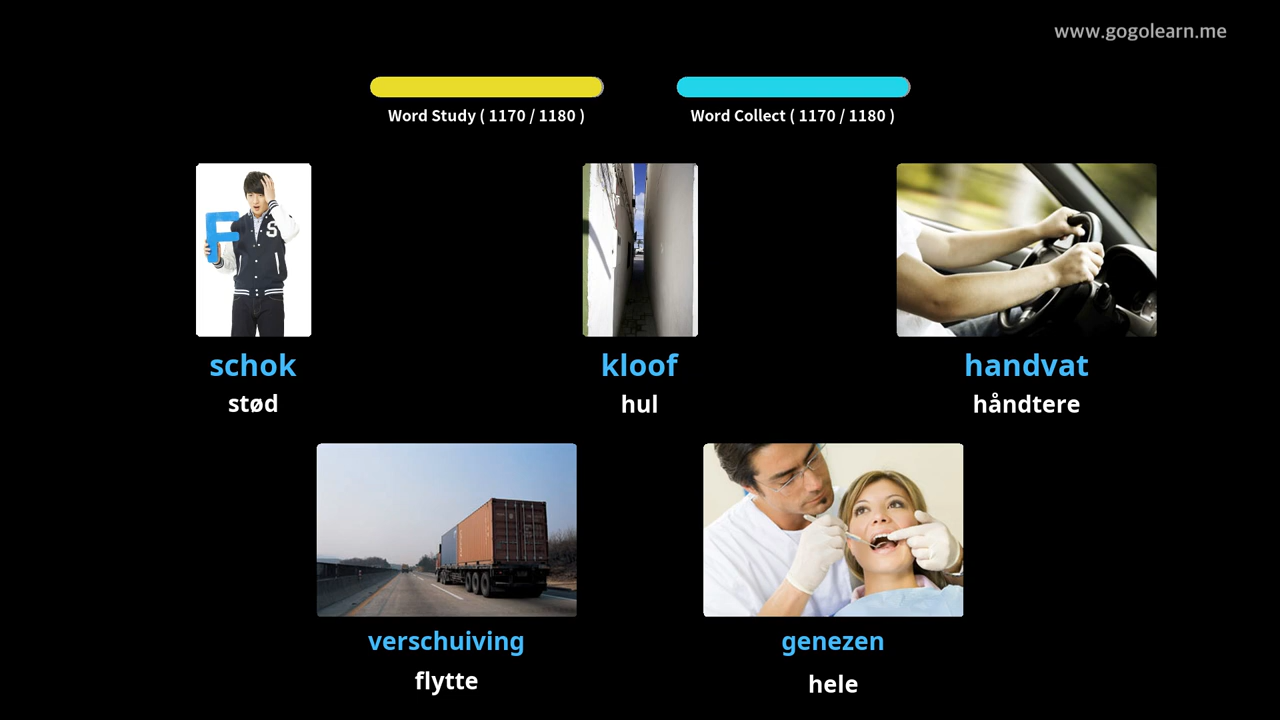 www.gogolearn.me
Word Study ( 1170 / 1180 )
Word Collect ( 1170 / 1180 )
F
S
schok
kloof
handvat
stød
hul
håndtere
verschuiving
genezen
flytte
hele